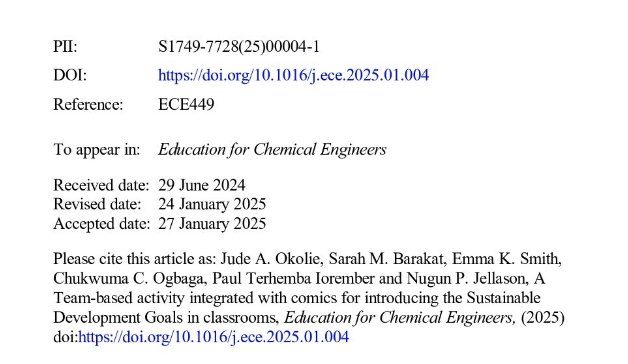 PII: S1749-7728(25)00004-1
DOI: https://doi.org/10.1016/j.ece.2025.01.004
Reference: ECE449
To appear in: Education for Chemical Engineers
Received date: 29 June 2024
Revised date: 24 January 2025
Accepted date: 27 January 2025
Please cite this article as: Jude A. Okolie, Sarah M. Barakat, Emma K. Smith,
Chukwuma C. Ogbaga, Paul Terhemba Iorember and Nugun P. Jellason, A
Team-based activity integrated with comics for introducing the Sustainable
Development Goals in classrooms, Education for Chemical Engineers, (2025)
doi:https://doi.org/10.1016/j.ece.2025.01.004